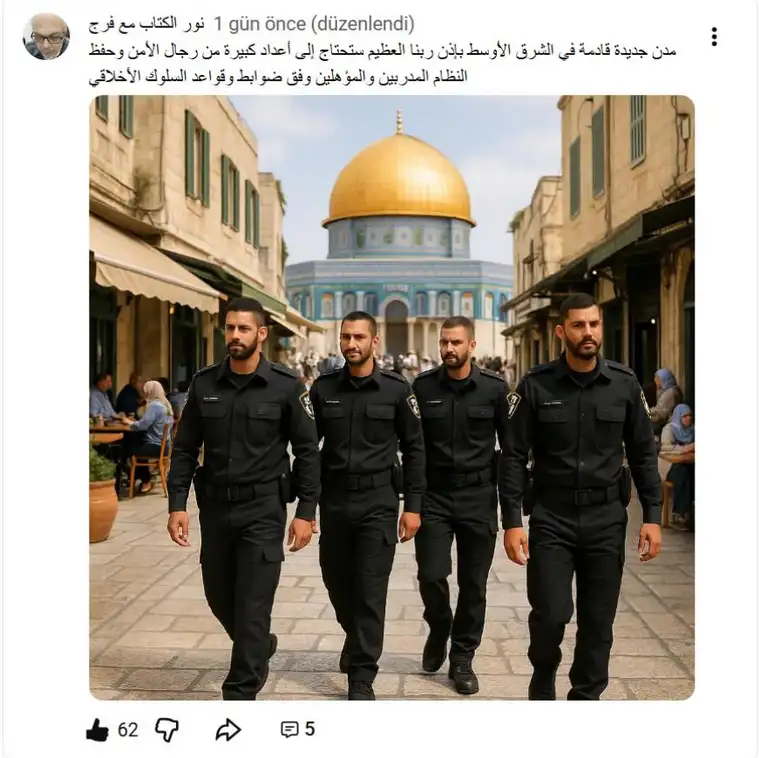 نور الكتاب مع فرج 1 gün önce (düzenlendi)
مدن جديدة قادمة في الشرق الأوسط بإذن ربنا العظيم ستحتاج إلى أعداد كبيرة من رجال الأمن وحفظ
النظام المدربين والمؤهلين وفق ضوابط وقواعد السلوك الأخلاقي
62 5